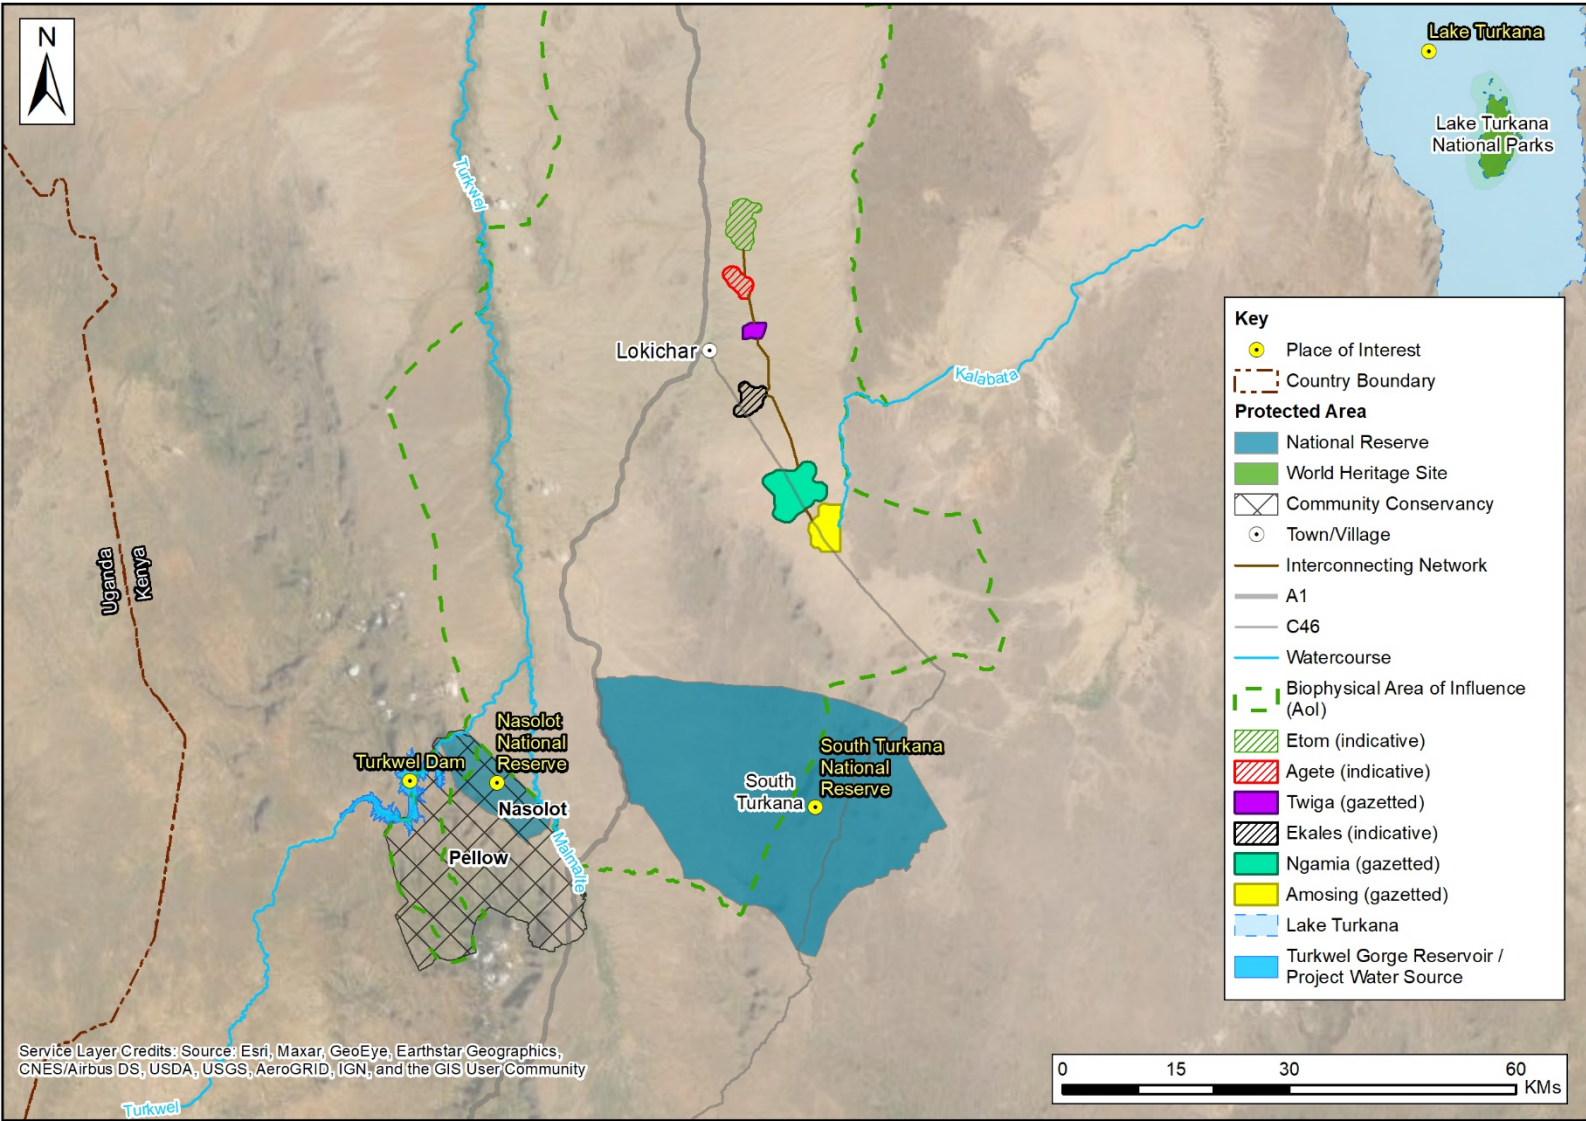 N
Lake Turkana
Lake Turkana
National Parks
Turkwel
Lokichar
Kalabata
Uganda
Kenya
Nasolot
National
Reserve
Turkwel Dam
Nasolot
Pellow
Malmalte
South Turkana
National
Reserve
South
Turkana
Turkwel
Key
Place of Interest
Country Boundary
Protected Area
National Reserve
World Heritage Site
Community Conservancy
Town/Village
Interconnecting Network
A1
C46
Watercourse
Biophysical Area of Influence
(AoI)
Etom (indicative)
Agete (indicative)
Twiga (gazetted)
Ekales (indicative)
Ngamia (gazetted)
Amosing (gazetted)
Lake Turkana
Turkwel Gorge Reservoir /
Project Water Source
Service Layer Credits: Source: Esri, Maxar, GeoEye, Earthstar Geographics,
CNES/Airbus DS, USDA, USGS, AeroGRID, IGN, and the GIS User Community
0 15 30 60
KMs